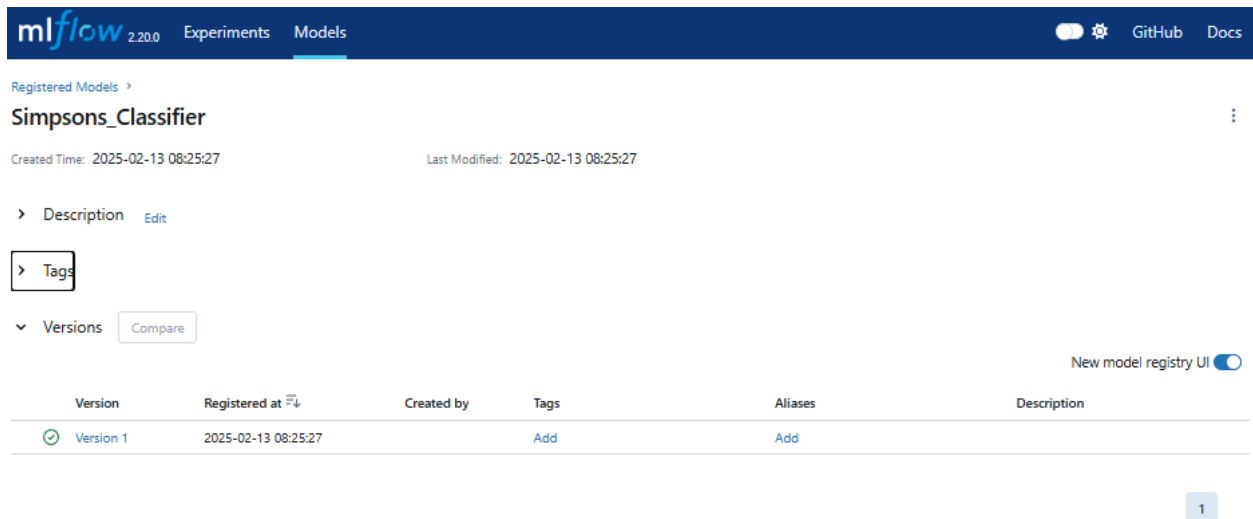 mlflow 2.20.0 Experiments Models GitHub Docs
Registered Models
Simpsons_Classifier
Created Time: 2025-02-13 08:25:27 Last Modified: 2025-02-13 08:25:27
Description Edit
Tags
Versions Compare
New model registry UI
Version Registered at Created by Tags Aliases Description
Version 1 2025-02-13 08:25:27 Add Add
1